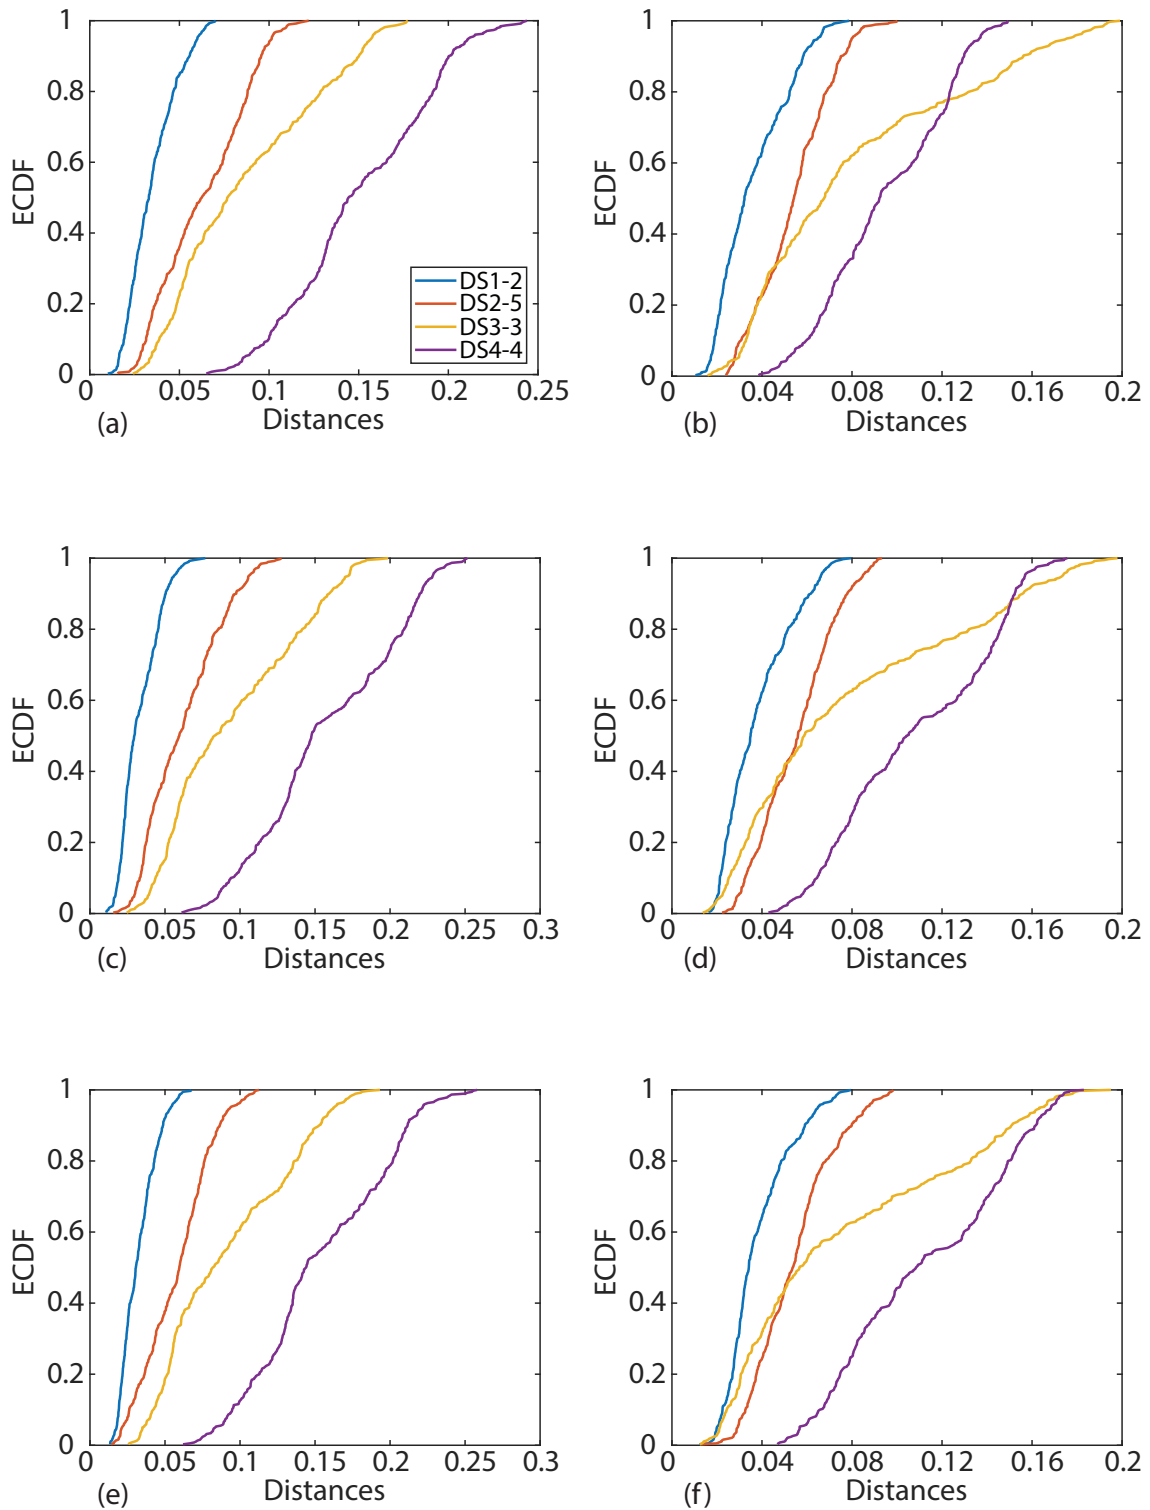 1
0.8
0.6
0.4
0.2
0
ECDF
0 0.05 0.1 0.15 0.2 0.25
Distances
(a)
DS1-2
DS2-5
DS3-3
DS4-4
1
0.8
0.6
0.4
0.2
0
ECDF
0 0.04 0.08 0.12 0.16 0.2
Distances
(b)
1
0.8
0.6
0.4
0.2
0
ECDF
0 0.05 0.1 0.15 0.2 0.3
Distances
(c)
1
0.8
0.6
0.4
0.2
0
ECDF
0 0.04 0.08 0.12 0.16 0.2
Distances
(d)
1
0.8
0.6
0.4
0.2
0
ECDF
0 0.05 0.1 0.15 0.2 0.25 0.3
Distances
(e)
1
0.8
0.6
0.4
0.2
0
ECDF
0 0.04 0.08 0.12 0.16 0.2
Distances
(f)